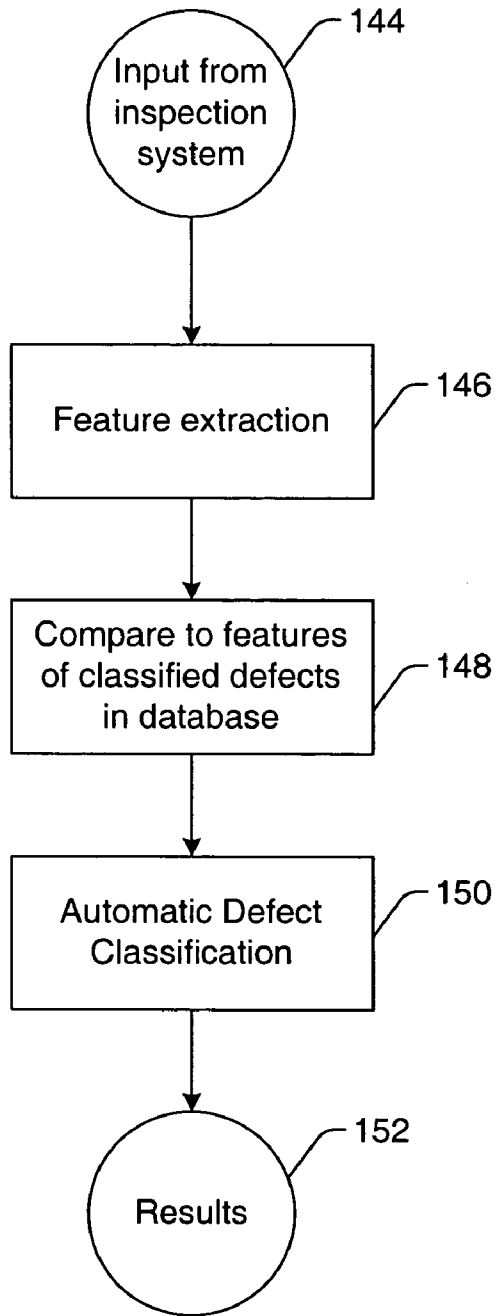 144
Input from
inspection
system
146
Feature extraction
Compare to features
of classified defects
in database
148
150
Automatic Defect
Classification
152
Results